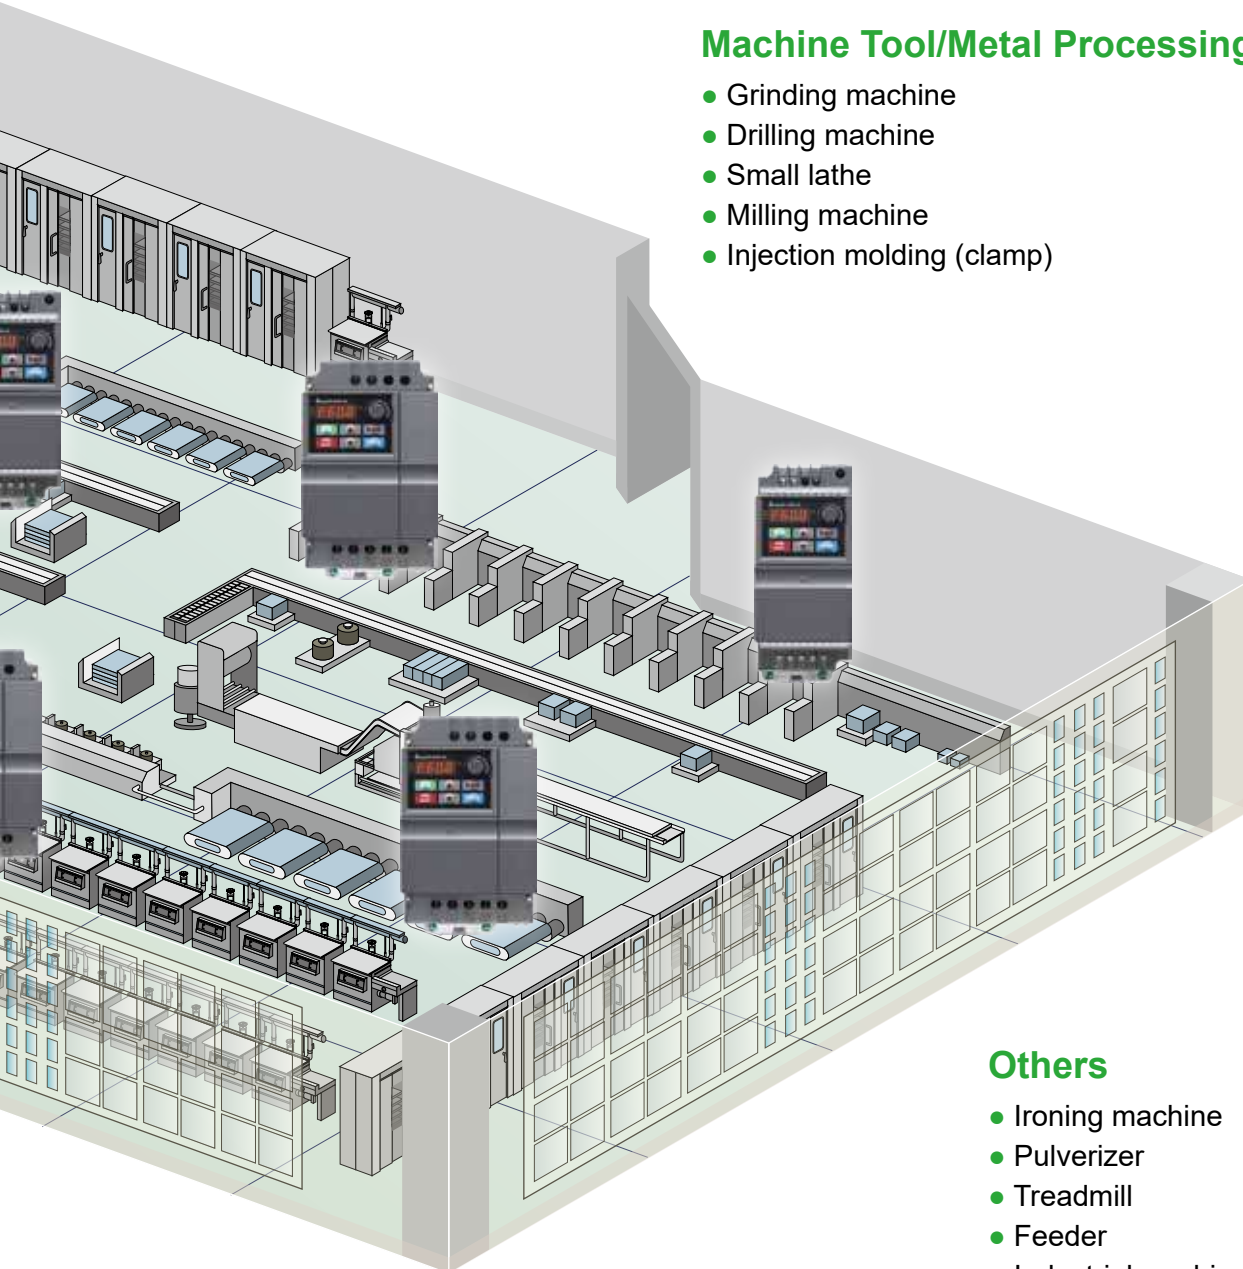 Machine Tool/Metal Processing
● Grinding machine
● Drilling machine
● Small lathe
● Milling machine
● Injection molding (clamp)
Others
● Ironing machine
● Pulverizer
● Treadmill
● Feeder